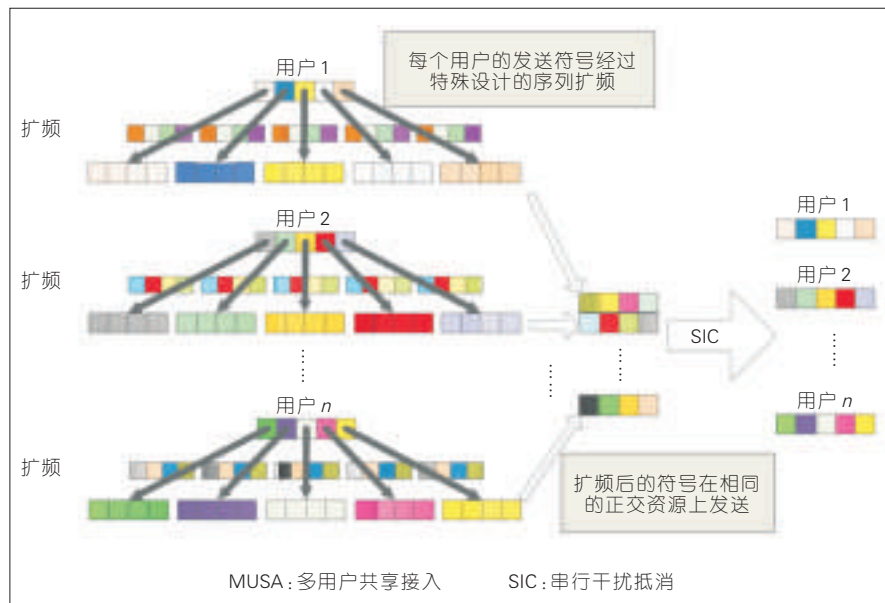 用户 1
每个用户的发送符号经过
特殊设计的序列扩频
扩频
用户 1
用户 2
扩频
用户 2
SIC
……
……
……
……
用户 n
用户 n
扩频
扩频后的符号在相同
的正交资源上发送
MUSA:多用户共享接入 SIC:串行干扰抵消